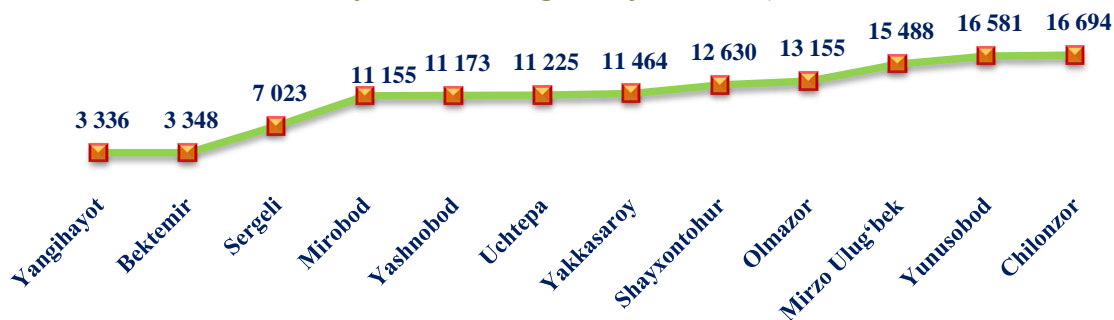 3 336
3 348
7 023
11 155
11 173
11 225
11 464
12 630
13 155
15 488
16 581
16 694
Yangihayot
Bektemir
Sergeli
Mirobod
Yashnobod
Uchtepa
Yakkasaroy
Shayxontohur
Olmazor
Mirzo Ulug‘bek
Yunusobod
Chilonzor